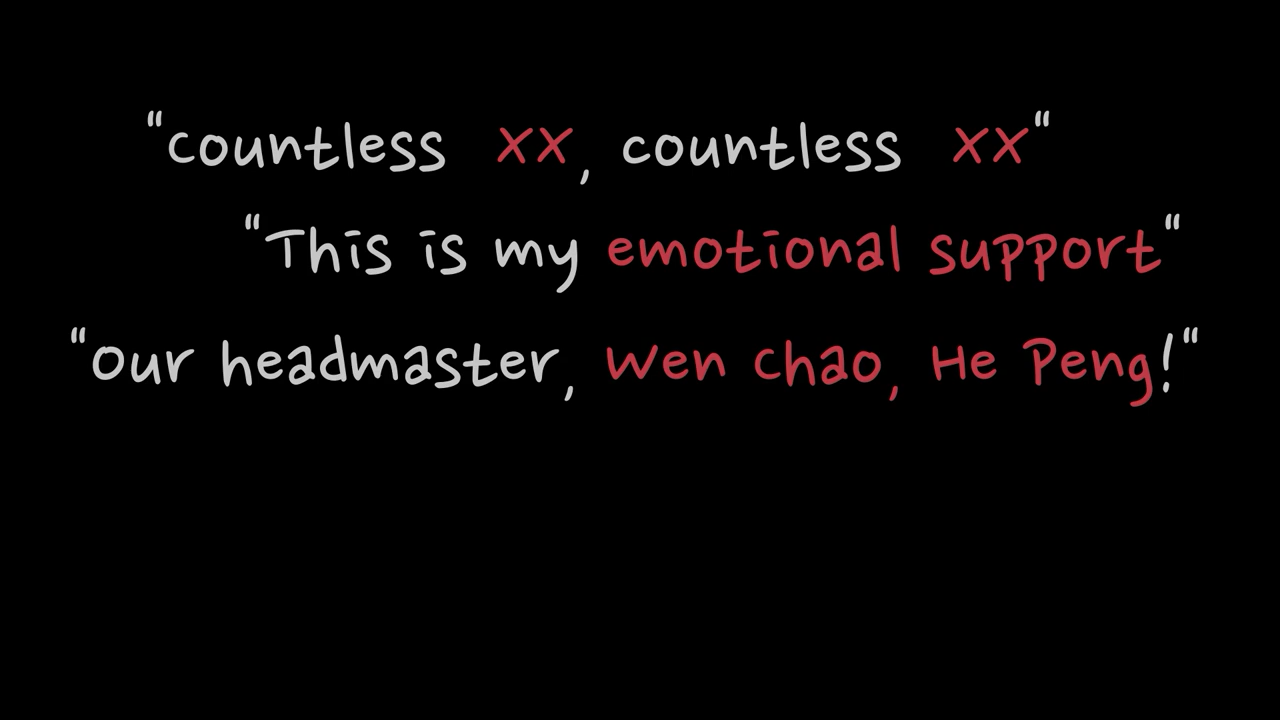 "countless xx, countless xx"
"This is my emotional support"
"Our headmaster, Wen Chao, He Peng!"